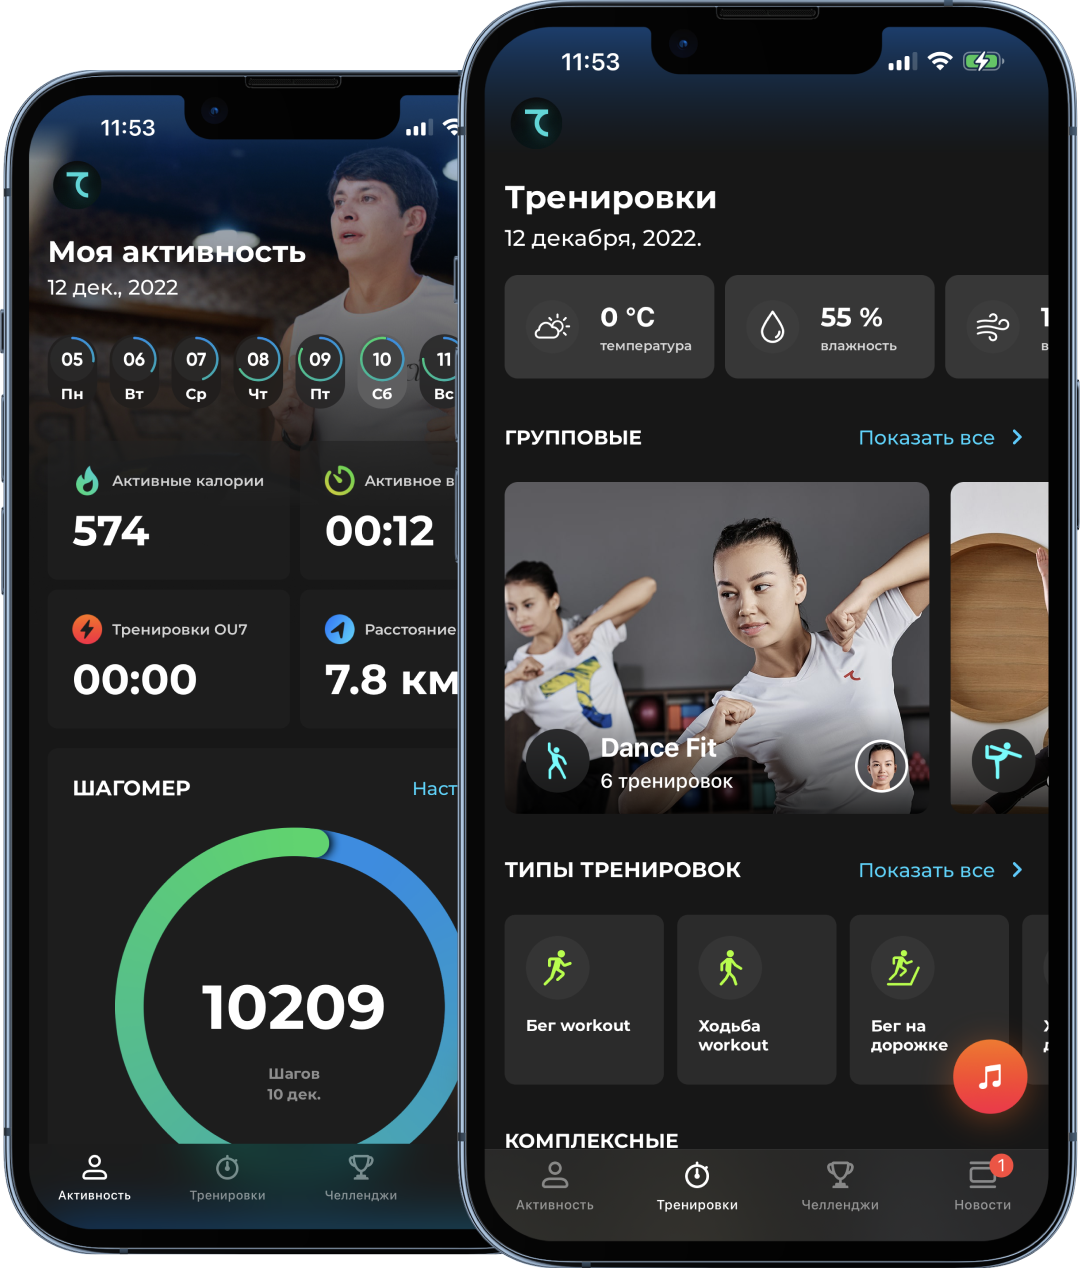 11:53
Моя активность
12 дек., 2022
05 06 07 08 09 10 11
Пн Вт Ср Чт Пт Сб Вс
Активные калории
574
Активное в
00:12
Тренировки OU7
00:00
Расстояние
7.8 км
ШАГОМЕР
Наст
10209
Шагов
10 дек.
Активность Тренировки Челленджи
11:53
Тренировки
12 декабря, 2022.
0 °C
температура
55 %
влажность
ГРУППОВЫЕ
Показать все
Dance Fit
6 тренировок
ТИПЫ ТРЕНИРОВОК
Показать все
Бег workout
Ходьба
workout
Бег на
дорожке
КОМПЛЕКСНЫЕ
1
Активность Тренировки Челленджи Новости